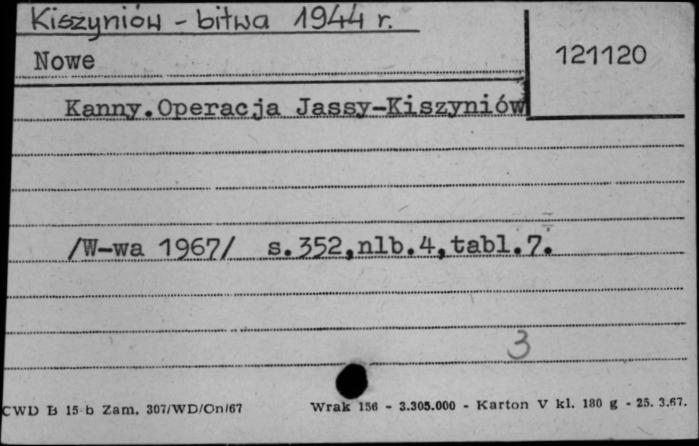 Kiszyniów - bitwa 1944 r.
Nowe
121120
Kanny.Operacja Jassy-Kiszyniów
/W-wa 1967/ s.352,nlb.4,tabl.7.
3
CWD B 15 b Zam. 307/WD/On/67 Wrak 156 - 3.305.000 - Karton V kl. 180 g - 25. 3.67.